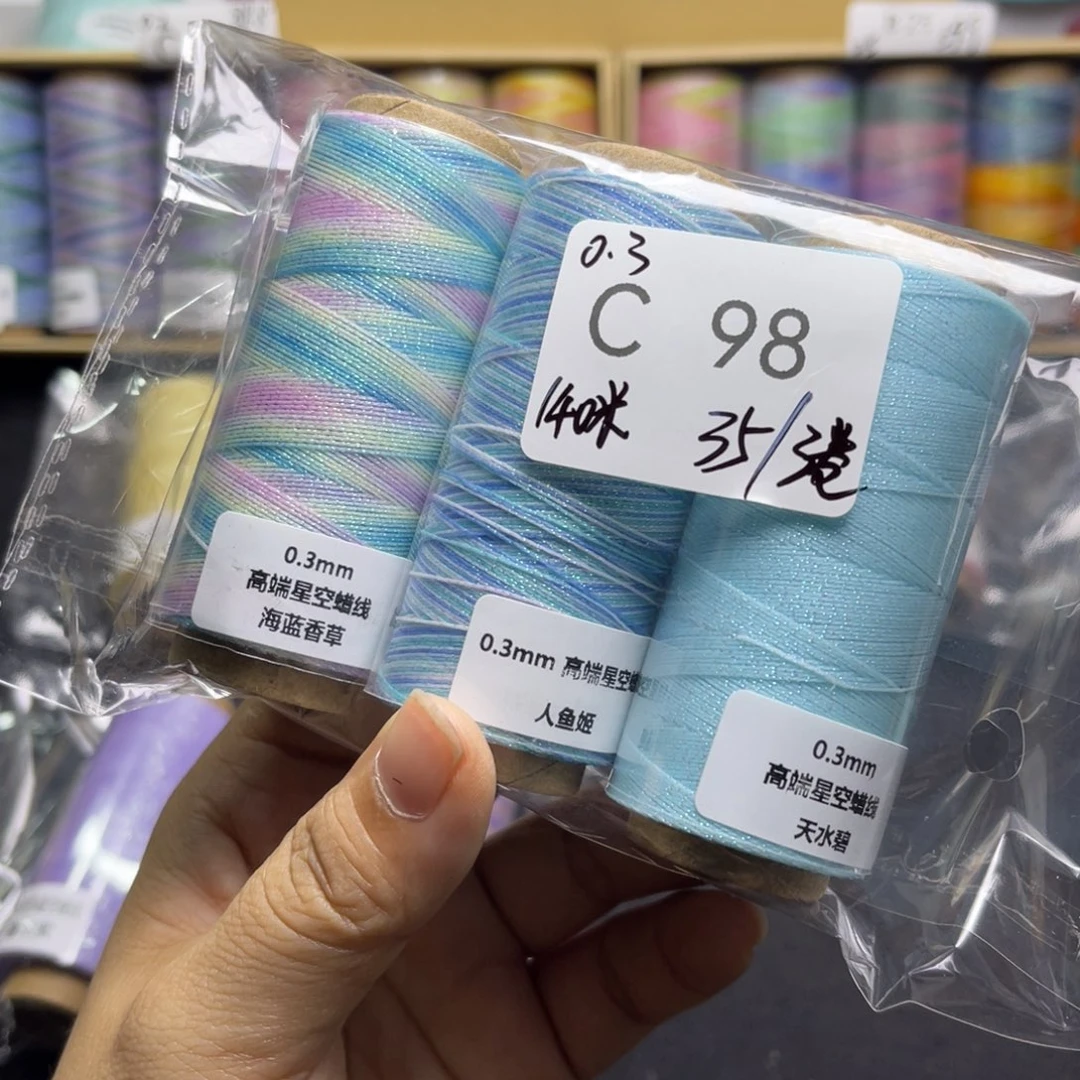 0.3
C 98
140米 35/卷
0.3mm
高端星空蜡线
海蓝香草
0.3mm 高端星空蜡线
人鱼姬
0.3mm
高端星空蜡线
天水碧